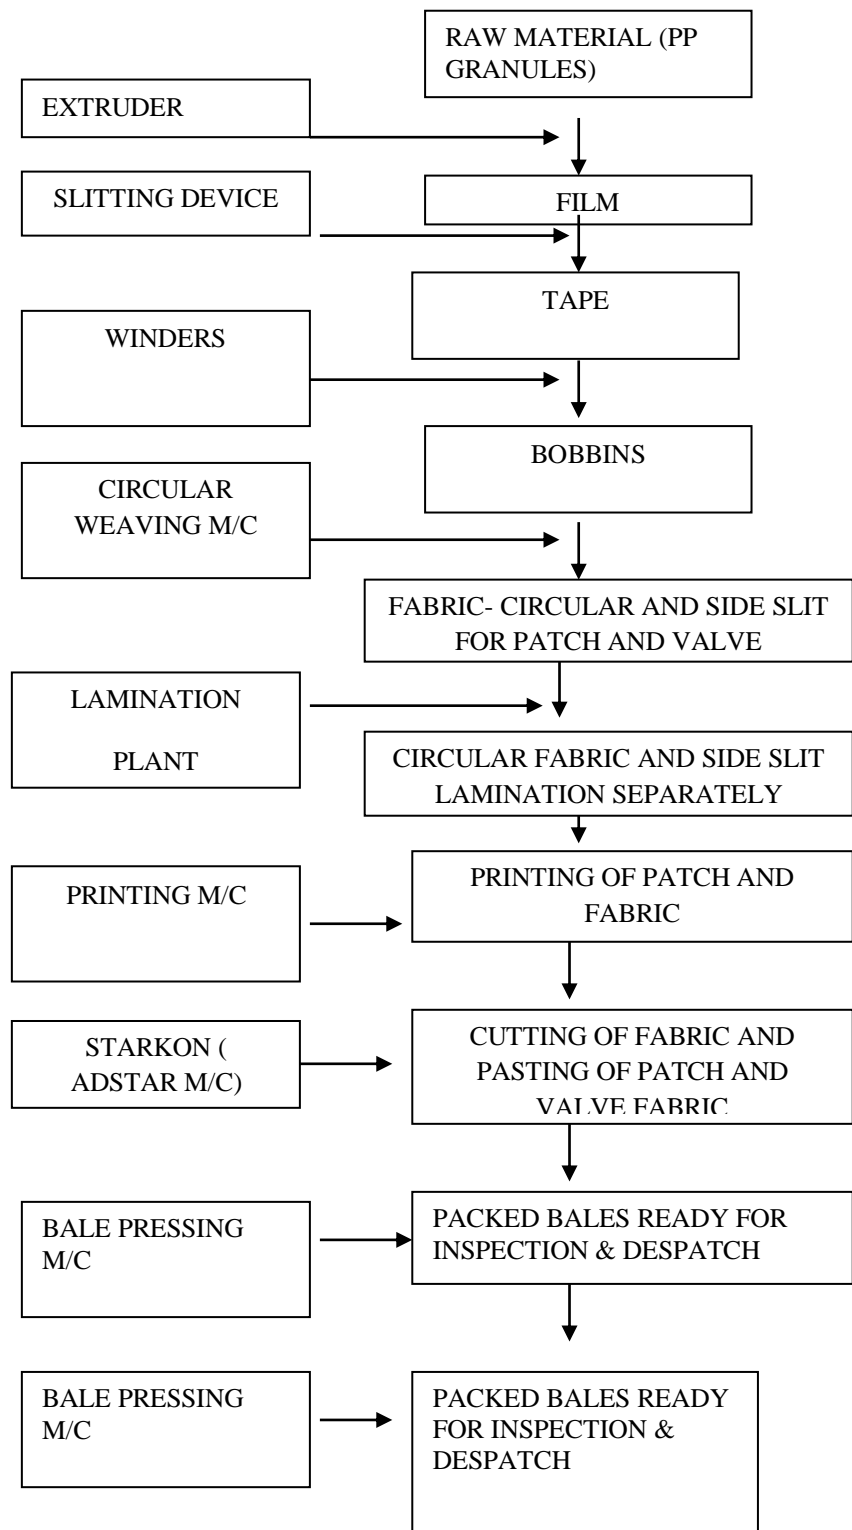 RAW MATERIAL (PP
GRANULES)
EXTRUDER
SLITTING DEVICE
FILM
TAPE
WINDERS
BOBBINS
CIRCULAR
WEAVING M/C
FABRIC- CIRCULAR AND SIDE SLIT
FOR PATCH AND VALVE
LAMINATION
PLANT
CIRCULAR FABRIC AND SIDE SLIT
LAMINATION SEPARATELY
PRINTING M/C
PRINTING OF PATCH AND
FABRIC
STARKON (
ADSTAR M/C)
CUTTING OF FABRIC AND
PASTING OF PATCH AND
VALVE FABRIC
BALE PRESSING
M/C
PACKED BALES READY FOR
INSPECTION & DESPATCH
BALE PRESSING
M/C
PACKED BALES READY
FOR INSPECTION &
DESPATCH